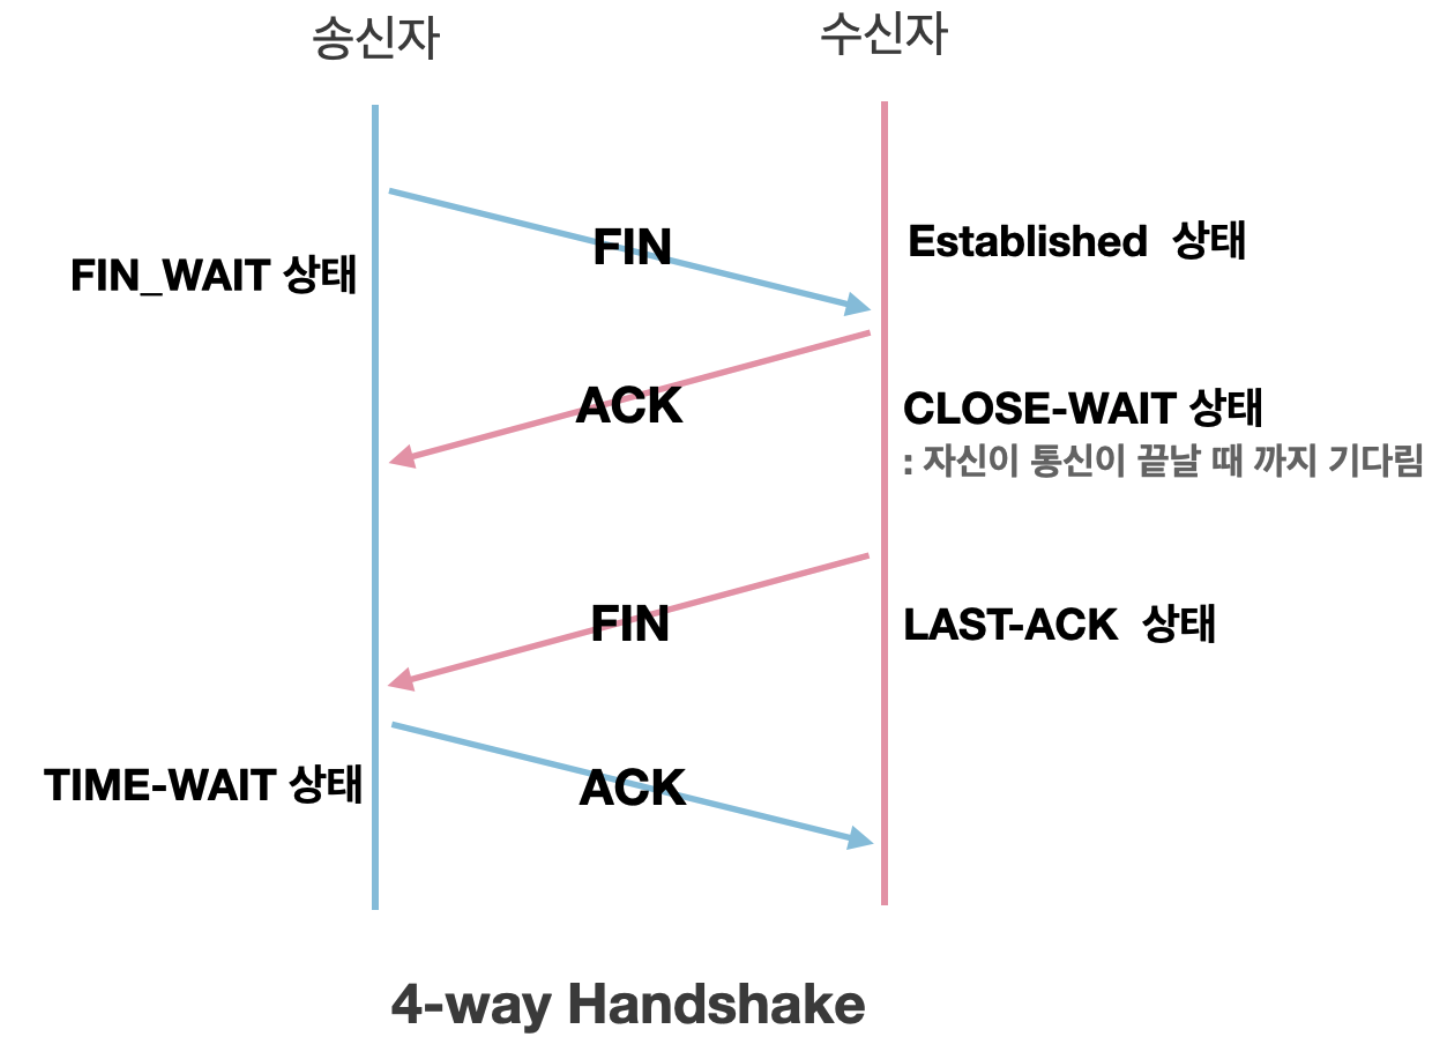 송신자
수신자
FIN
Established 상태
FIN_WAIT 상태
ACK
CLOSE-WAIT 상태
: 자신이 통신이 끝날 때 까지 기다림
FIN
LAST-ACK 상태
TIME-WAIT 상태
ACK
4-way Handshake